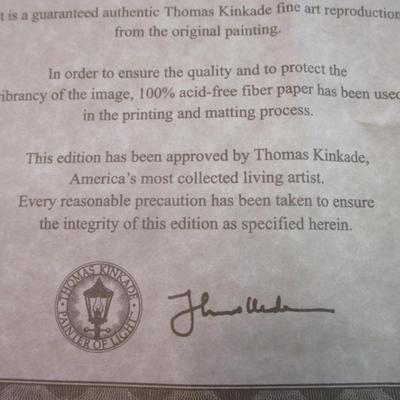 t is a guaranteed authentic Thomas Kinkade fine art reproduction
from the original painting.
In order to ensure the quality and to protect the
ibrancy of the image, 100% acid-free fiber paper has been used
in the printing and matting process.
This edition has been approved by Thomas Kinkade,
America's most collected living artist.
Every reasonable precaution has been taken to ensure
the integrity of this edition as specified herein.
THOMAS KINKADE
PAINTER OF LIGHT